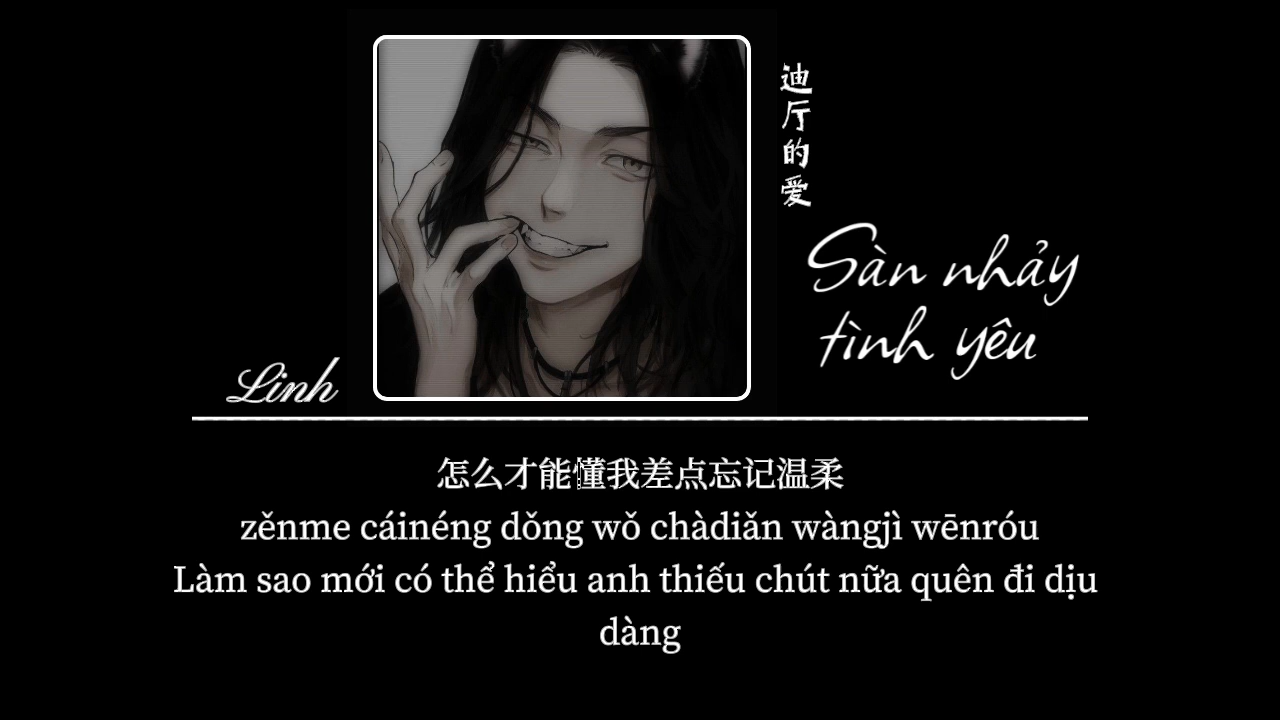 迪厅的爱
Sàn nhảy
tình yêu
Linh
怎么才能懂我差点忘记温柔
zěnme cáinéng dǒng wǒ chàdiǎn wàngjì wēnróu
Làm sao mới có thể hiểu anh thiếu chút nữa quên đi dịu
dàng